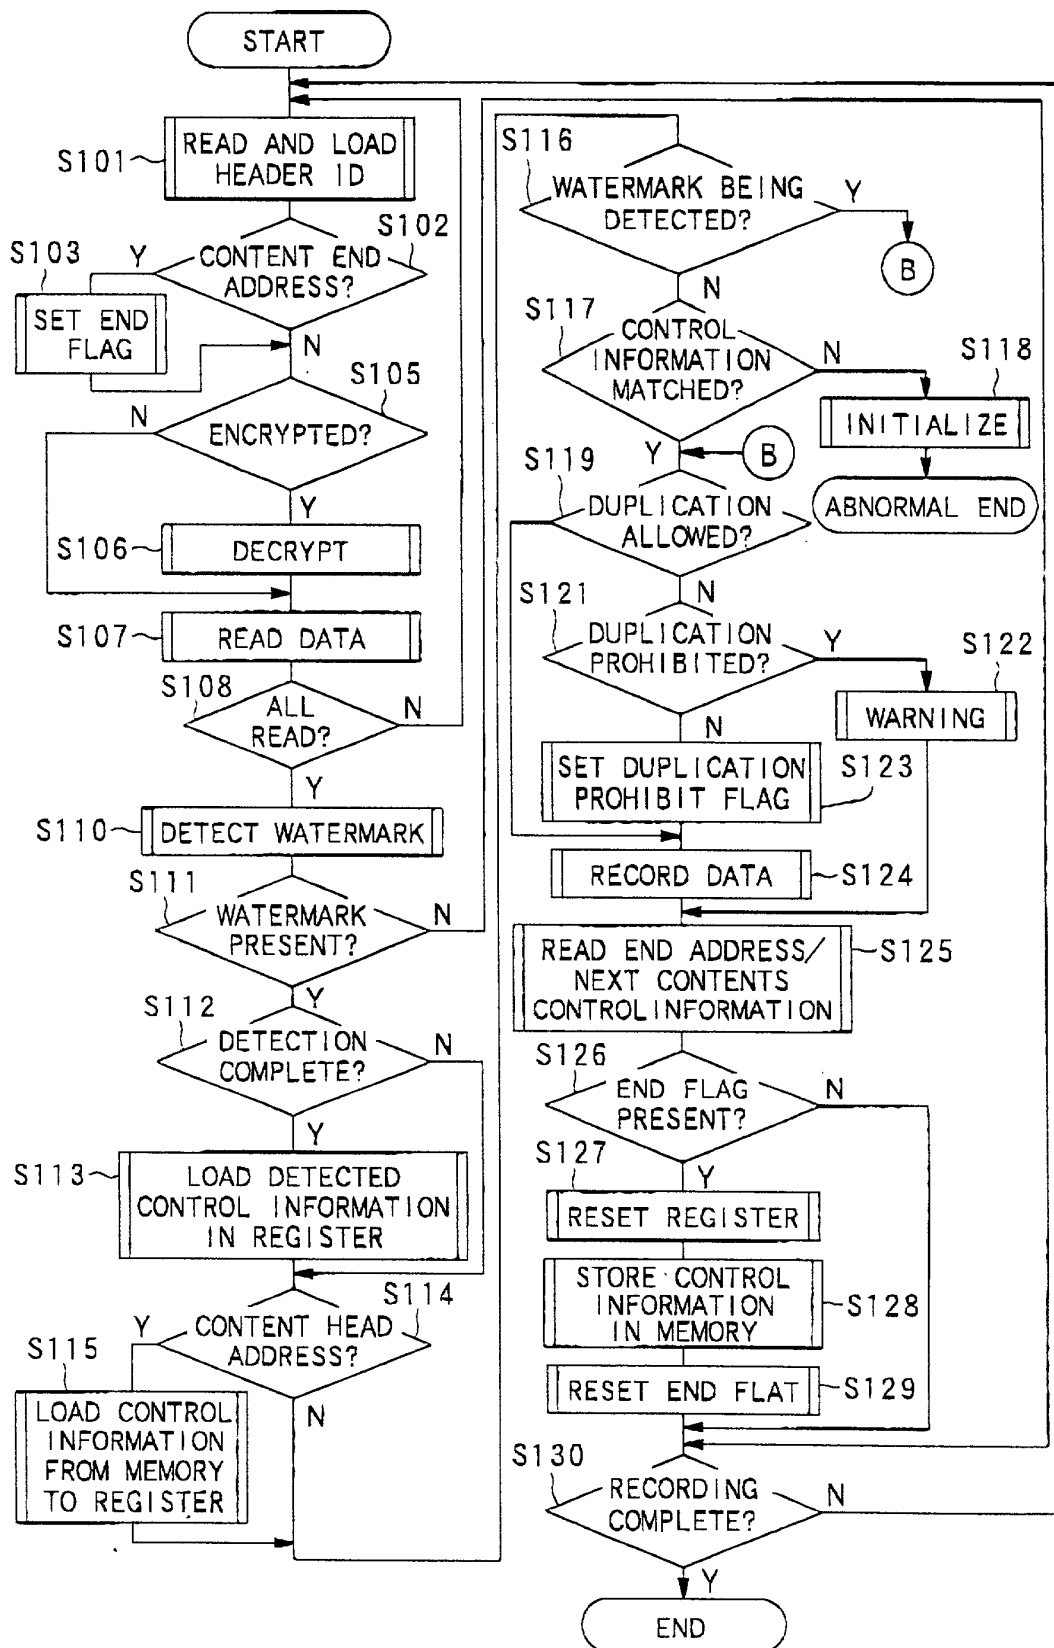 START
S101
READ AND LOAD
HEADER ID
S102
CONTENT END
ADDRESS?
Y
N
S103
SET END
FLAG
S105
ENCRYPTED?
N
Y
S106
DECRYPT
S107
READ DATA
S108
ALL
READ?
N
Y
S110
DETECT WATERMARK
S111
WATERMARK
PRESENT?
N
Y
S112
DETECTION
COMPLETE?
N
Y
S113
LOAD DETECTED
CONTROL INFORMATION
IN REGISTER
S114
CONTENT HEAD
ADDRESS?
Y
N
S115
LOAD CONTROL
INFORMATION
FROM MEMORY
TO REGISTER
S116
WATERMARK BEING
DETECTED?
Y
B
N
S117
CONTROL
INFORMATION
MATCHED?
N
S118
INITIALIZE
ABNORMAL END
Y
B
S119
DUPLICATION
ALLOWED?
N
S121
DUPLICATION
PROHIBITED?
Y
S122
WARNING
N
SET DUPLICATION
PROHIBIT FLAG
S123
RECORD DATA
S124
READ END ADDRESS/
NEXT CONTENTS
CONTROL INFORMATION
S125
S126
END FLAG
PRESENT?
N
Y
S127
RESET REGISTER
STORE CONTROL
INFORMATION
IN MEMORY
S128
RESET END FLAT
S129
S130
RECORDING
COMPLETE?
N
Y
END